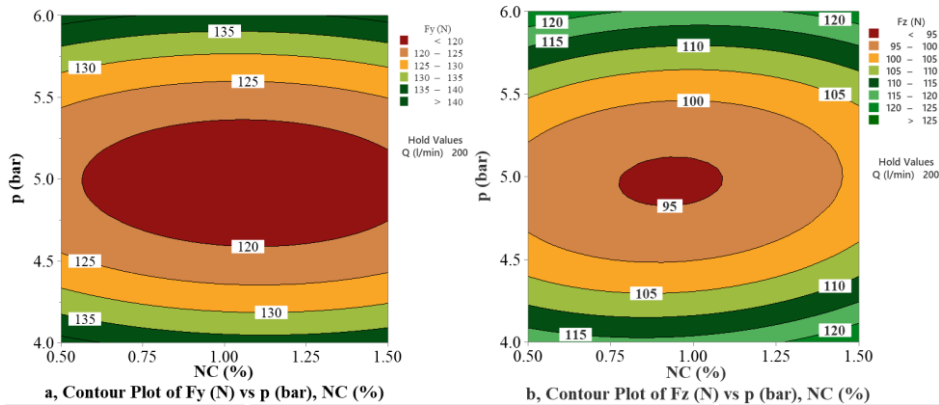 6.0
5.5
5.0
4.5
4.0
p (bar)
0.50
0.75
1.00
1.25
1.50
NC (%)
135
130
125
120
125
130
135
Fy (N)
< 120
120 – 125
125 – 130
130 – 135
135 – 140
> 140
Hold Values
Q (l/min) 200
a, Contour Plot of Fy (N) vs p (bar), NC (%)
6.0
5.5
5.0
4.5
4.0
p (bar)
0.50
0.75
1.00
1.25
1.50
NC (%)
120
120
115
110
105
100
95
105
110
115
120
Fz (N)
< 95
95 – 100
100 – 105
105 – 110
110 – 115
115 – 120
120 – 125
> 125
Hold Values
Q (l/min) 200
b, Contour Plot of Fz (N) vs p (bar), NC (%)